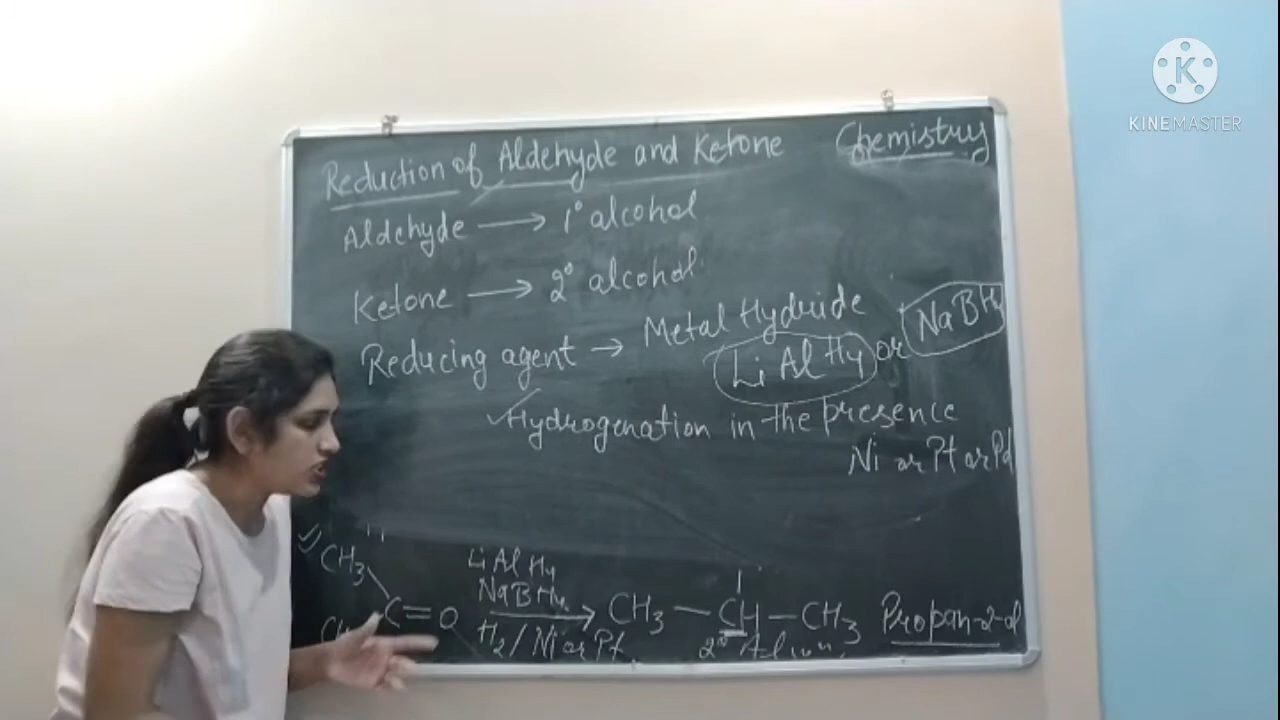 K
KINEMASTER
Reduction of Aldehyde and Ketone Chemistry
Aldehyde → 1° alcohol
Ketone → 2° alcohol
Reducing agent → Metal Hydride
LiAlH4 or NaBH4
✓Hydrogenation in the presence
Ni or Pt or Pd
CH3
C=O
LiAlH4
NaBH4
H2/Ni or Pt
→ CH3 — CH — CH3 Propan-2-ol
2°